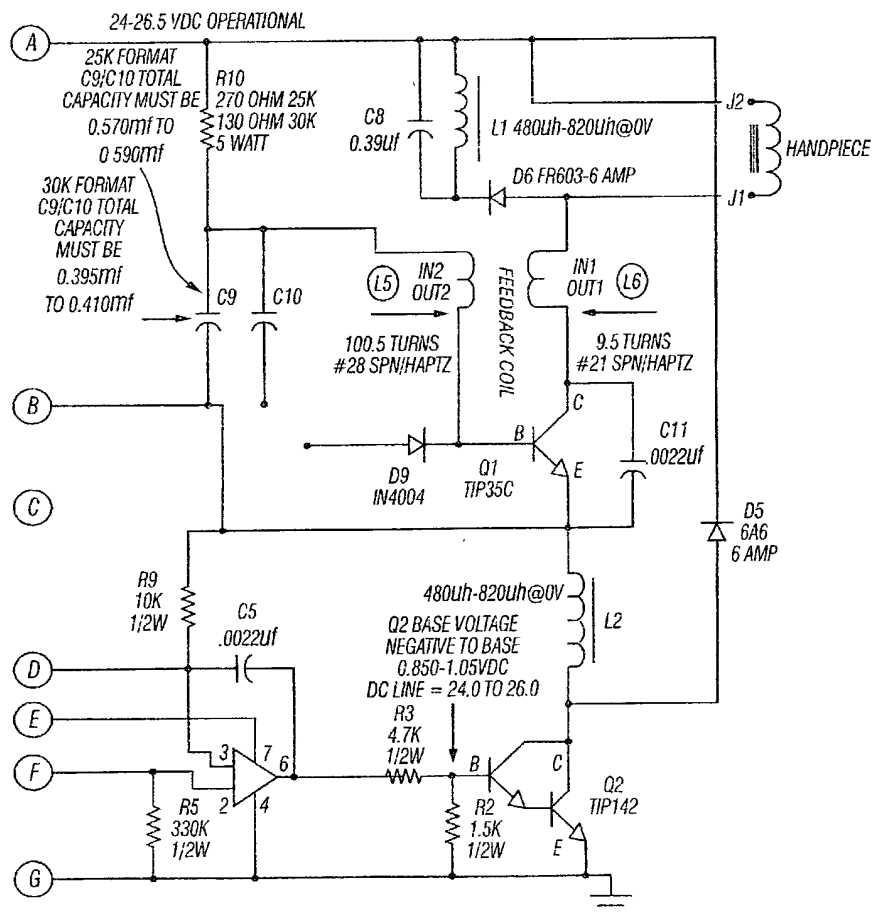 24-26.5 VDC OPERATIONAL
A
25K FORMAT
C9/C10 TOTAL
CAPACITY MUST BE
0.570mf TO
0.590mf
R10
270 OHM 25K
130 OHM 30K
5 WATT
C8
0.39uf
L1 480uh-820uh@0V
J2
HANDPIECE
J1
D6 FR603-6 AMP
30K FORMAT
C9/C10 TOTAL
CAPACITY
MUST BE
0.395mf
TO 0.410mf
C9
C10
L5
IN2
OUT2
FEEDBACK COIL
IN1
OUT1
L6
100.5 TURNS
#28 SPN/HAPTZ
9.5 TURNS
#21 SPN/HAPTZ
B
C
B
E
Q1
TIP35C
C11
.0022uf
D9
IN4004
C
D5
6A6
6 AMP
R9
10K
1/2W
C5
.0022uf
480uh-820uh@0V
L2
Q2 BASE VOLTAGE
NEGATIVE TO BASE
0.850-1.05VDC
DC LINE = 24.0 TO 26.0
D
E
F
3
7
6
2
4
R3
4.7K
1/2W
B
C
Q2
TIP142
E
R5
330K
1/2W
R2
1.5K
1/2W
G